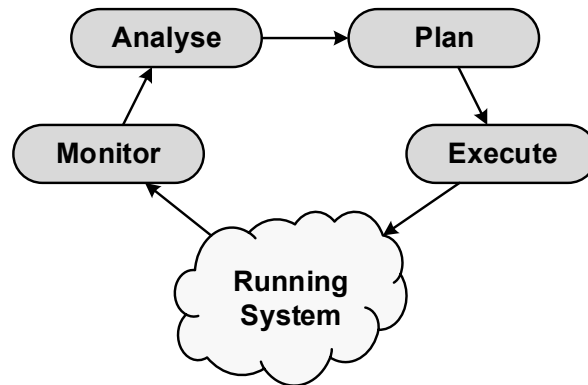 Analyse
Plan
Monitor
Execute
Running
System